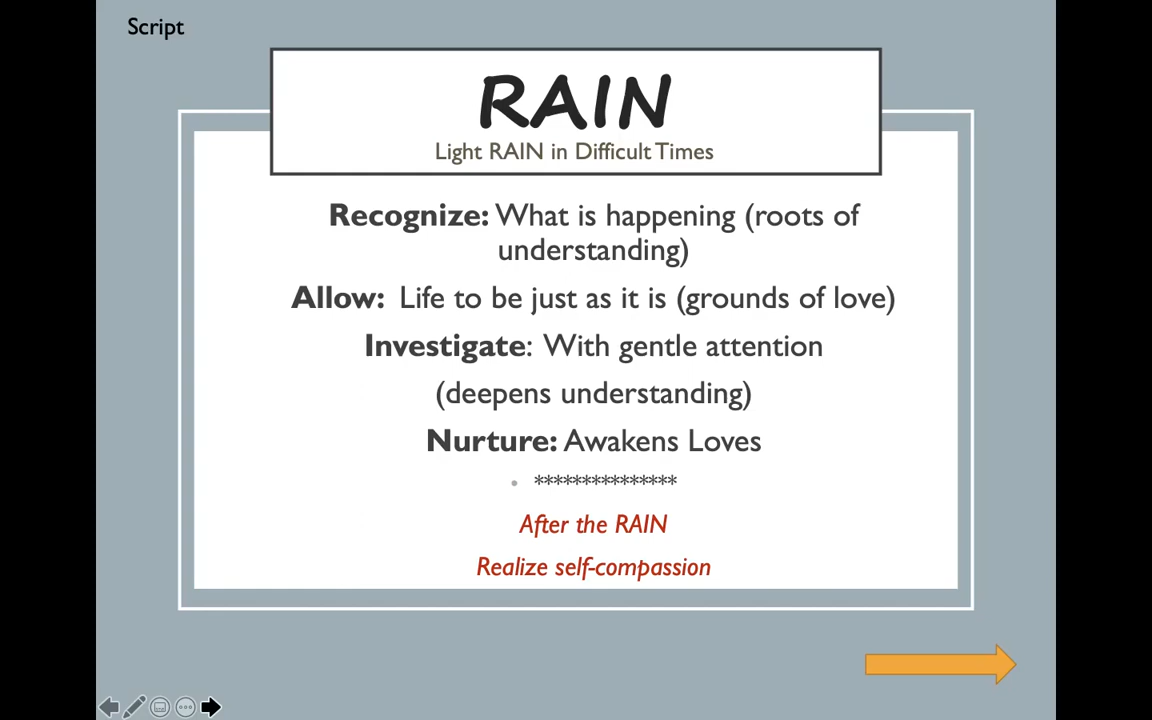 Script
RAIN
Light RAIN in Difficult Times
Recognize: What is happening (roots of
understanding)
Allow:  Life to be just as it is (grounds of love)
Investigate:  With gentle attention
(deepens understanding)
Nurture: Awakens Loves
• ***************
After the RAIN
Realize self-compassion